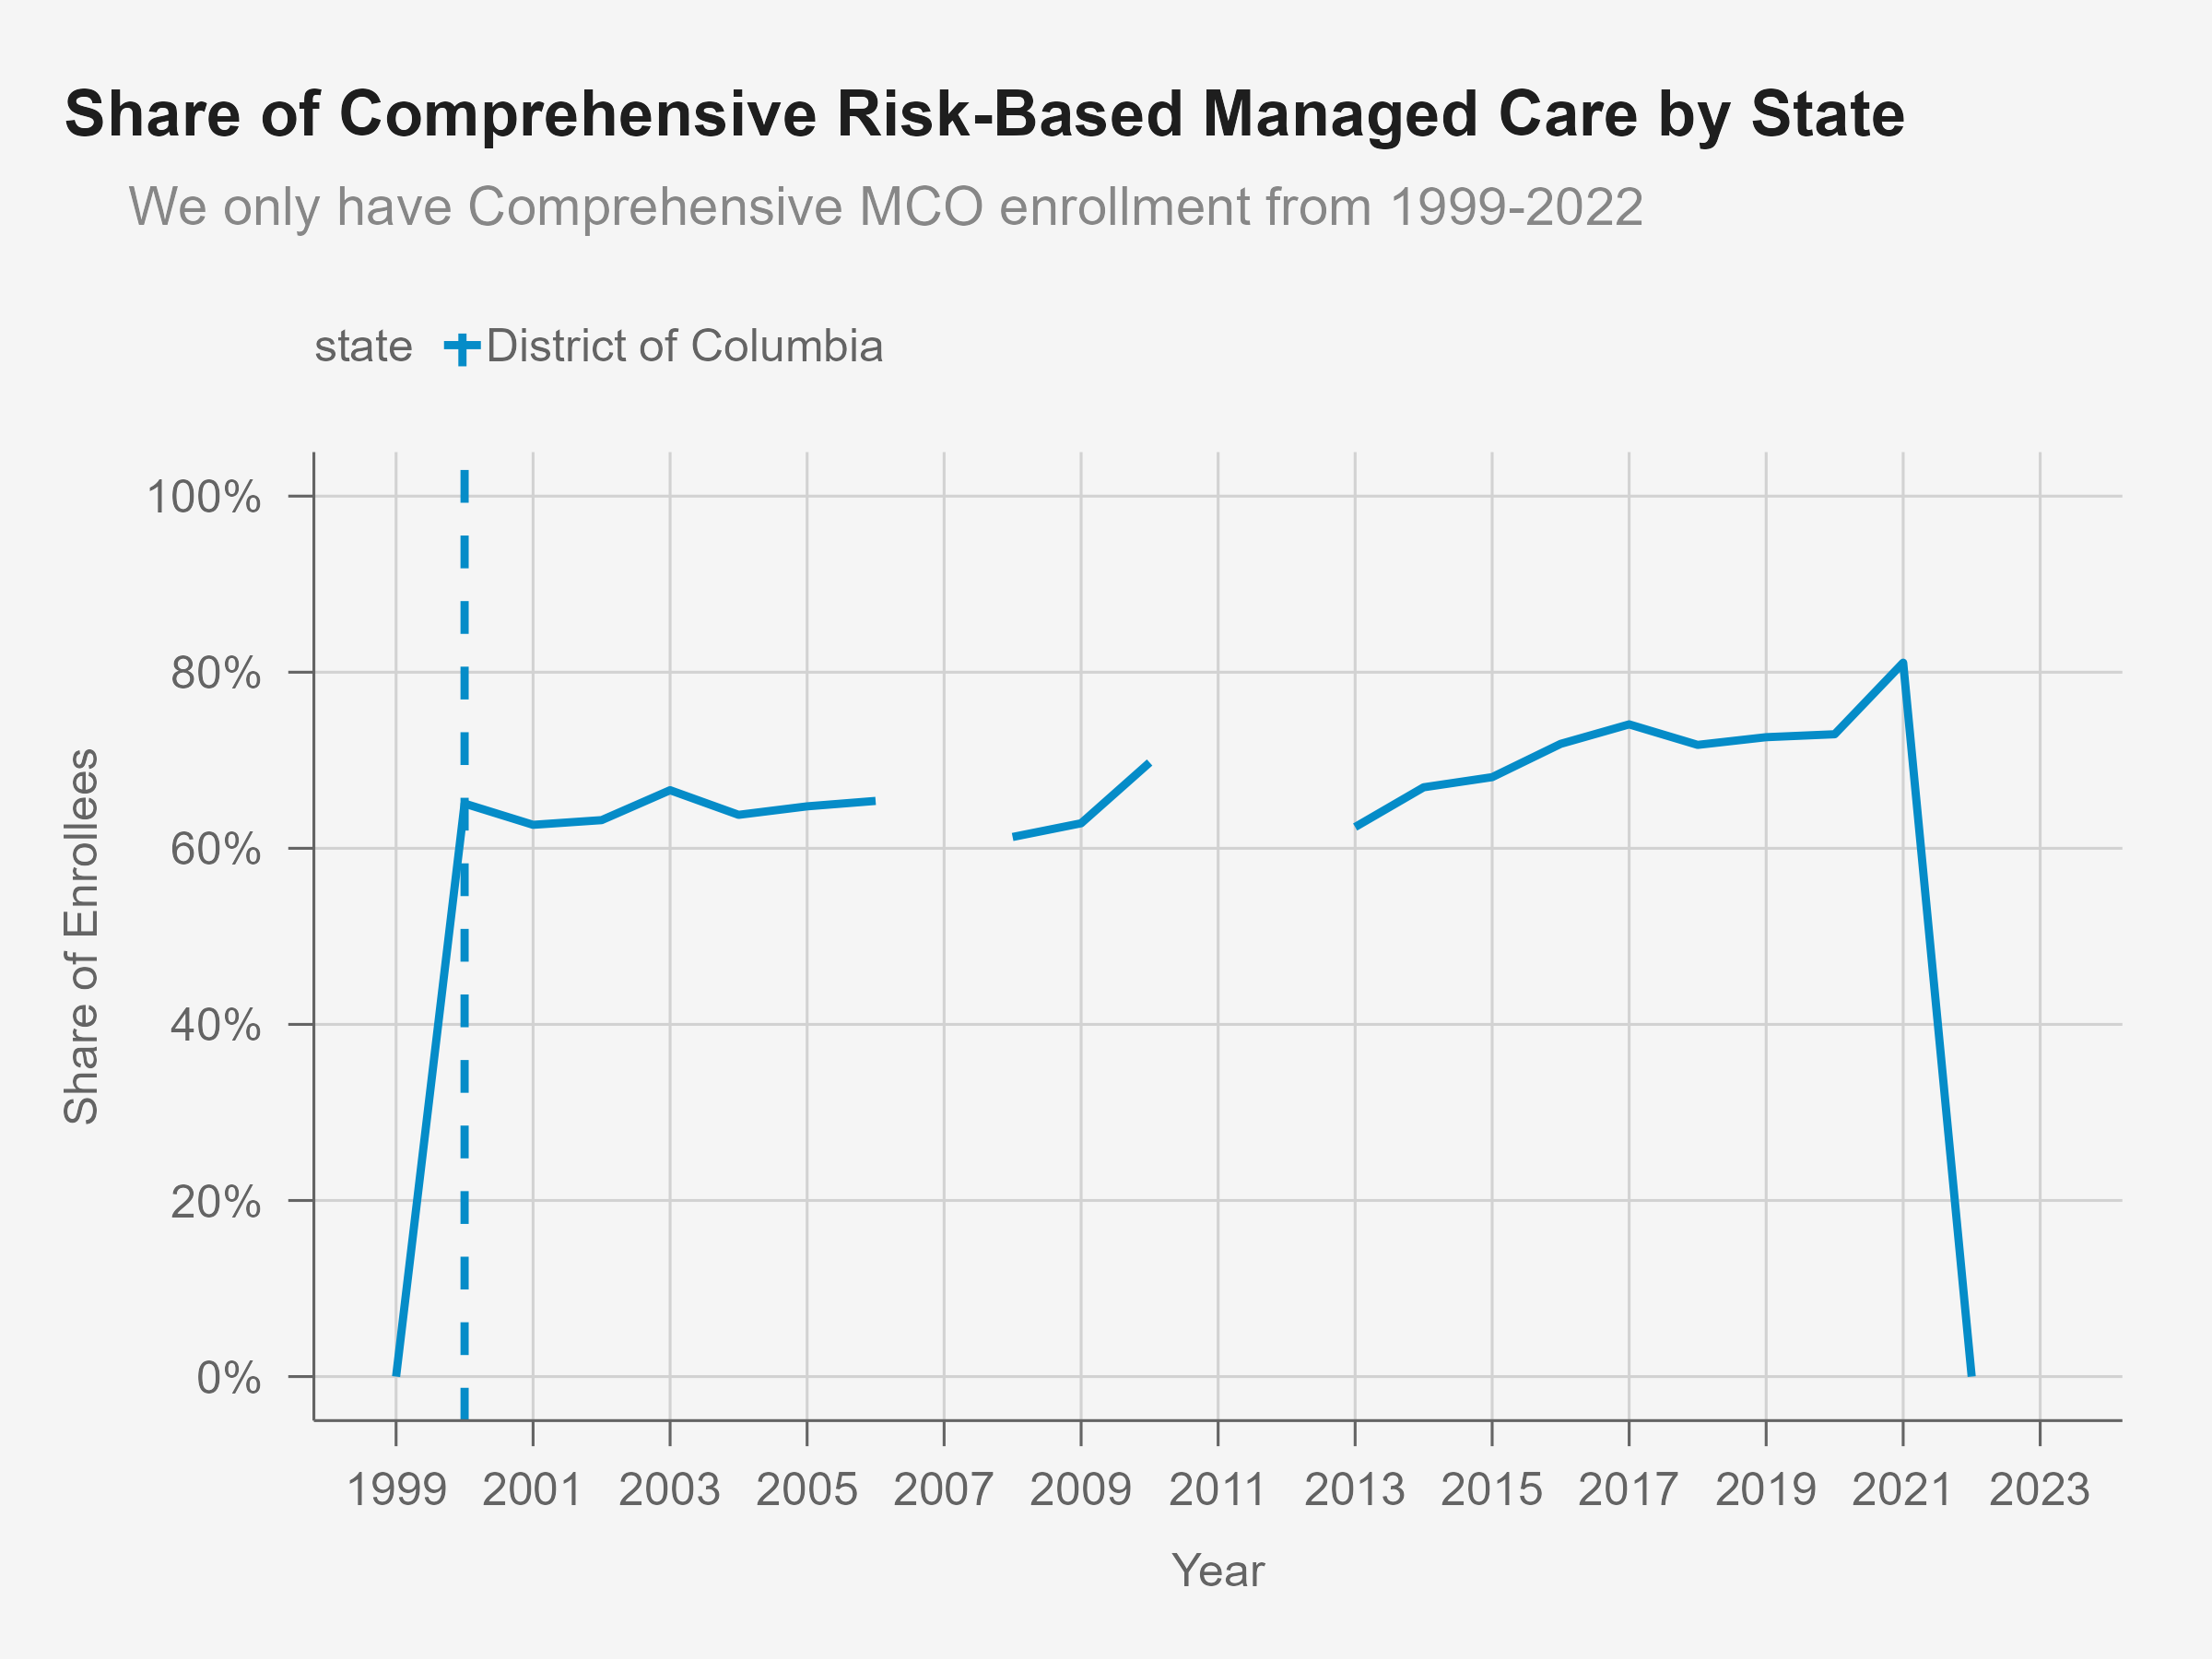 Share of Comprehensive Risk-Based Managed Care by State
We only have Comprehensive MCO enrollment from 1999-2022
state District of Columbia
100%
80%
60%
40%
20%
0%
Share of Enrollees
1999 2001 2003 2005 2007 2009 2011 2013 2015 2017 2019 2021 2023
Year